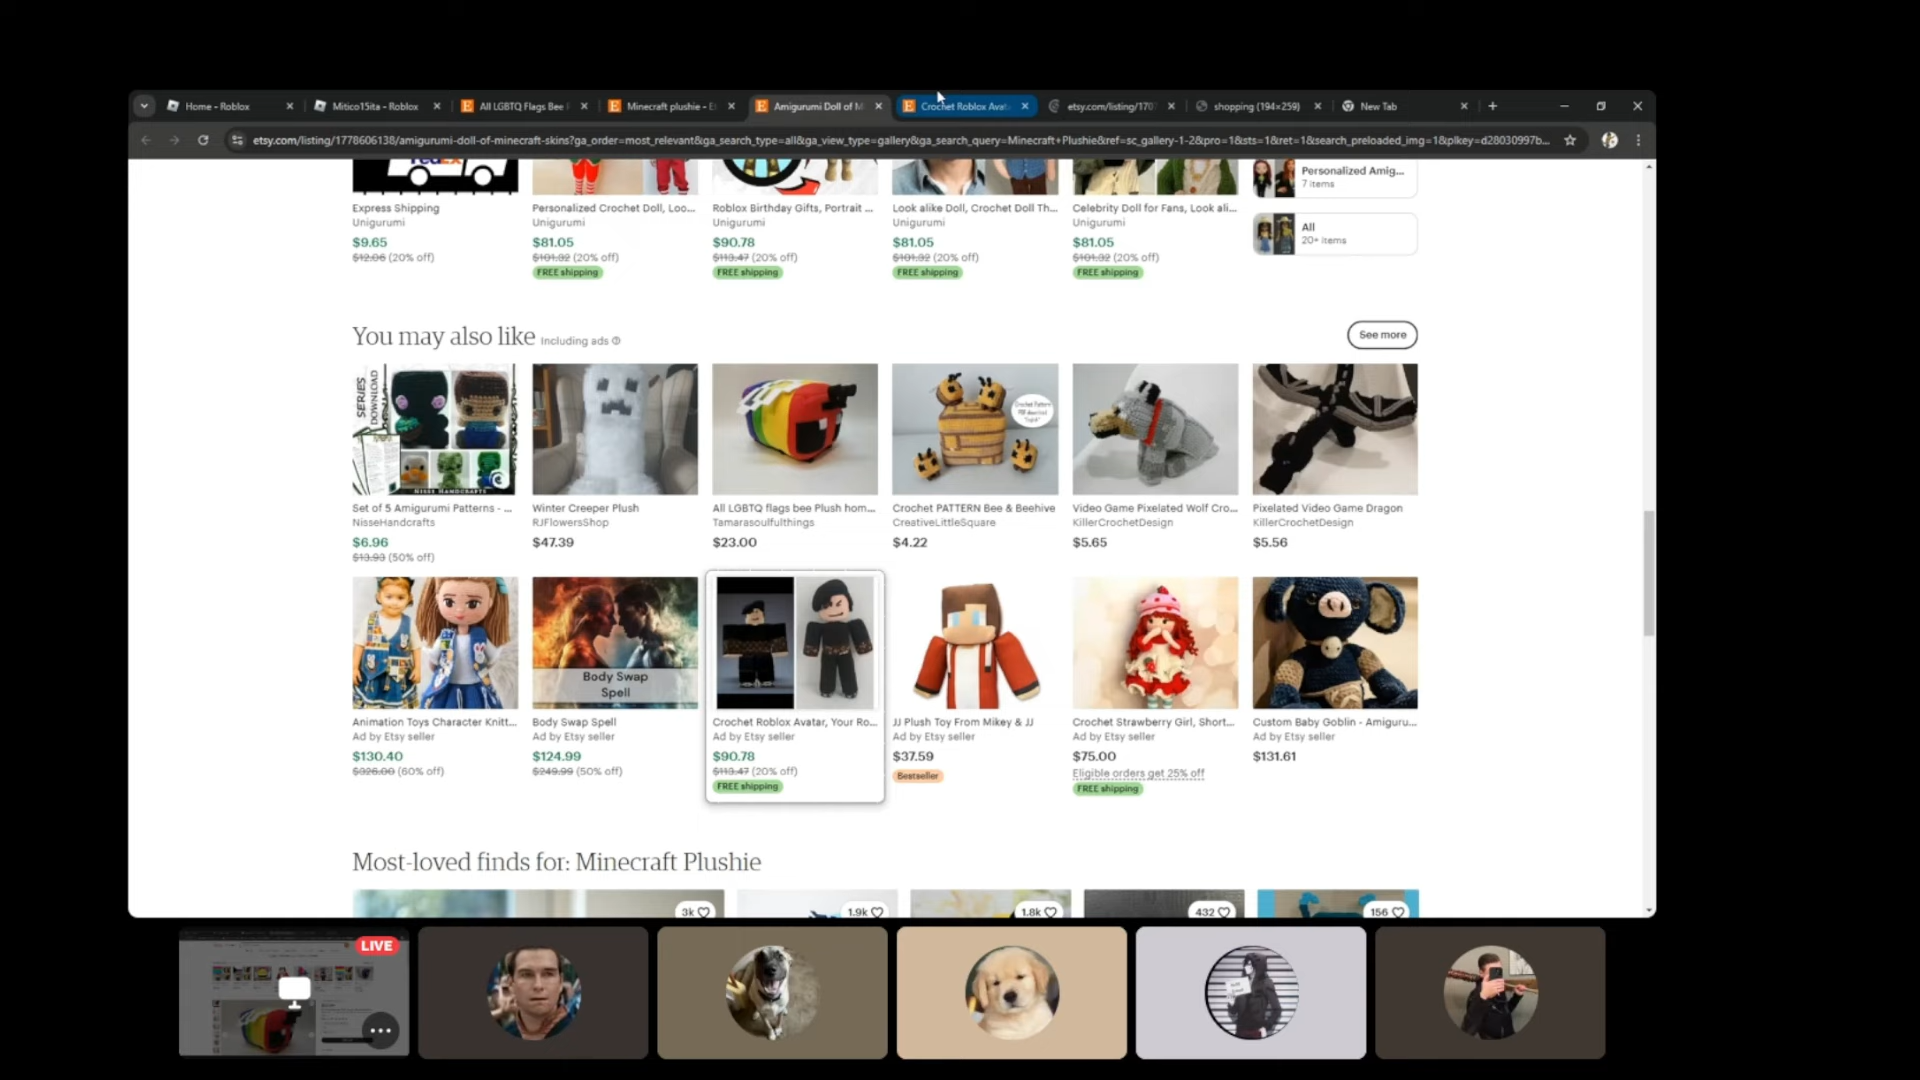 Home - Roblox
Mitico15ita - Roblox
All LGBTQ Flags Bee
Minecraft plushie - E
Amigurumi Doll of M
Crochet Roblox Avat
etsy.com/listing/170
shopping (194×259)
New Tab
etsy.com/listing/1778606138/amigurumi-doll-of-minecraft-skins?ga_order=most_relevant&ga_search_type=all&ga_view_type=gallery&ga_search_query=Minecraft+Plushie&ref=sc_gallery-1-2&pro=1&sts=1&ret=1&search_preloaded_img=1&plkey=d28030997b...
FedEx
Express Shipping
Unigurumi
$9.65
$12.06 (20% off)
Personalized Crochet Doll, Loo...
Unigurumi
$81.05
$101.32 (20% off)
FREE shipping
Roblox Birthday Gifts, Portrait ...
Unigurumi
$90.78
$113.47 (20% off)
FREE shipping
Look alike Doll, Crochet Doll Th...
Unigurumi
$81.05
$101.32 (20% off)
FREE shipping
Celebrity Doll for Fans, Look ali...
Unigurumi
$81.05
$101.32 (20% off)
FREE shipping
Personalized Amig...
7 items
All
20+ items
You may also like Including ads
See more
SERIES
DOWNLOAD
NISSE HANDCRAFTS
Set of 5 Amigurumi Patterns - ...
NisseHandcrafts
$6.96
$13.93 (50% off)
Winter Creeper Plush
RJFlowersShop
$47.39
All LGBTQ flags bee Plush hom...
Tamarasoulfulthings
$23.00
Crochet Pattern
Crochet PATTERN Bee & Beehive
CreativeLittleSquare
$4.22
Video Game Pixelated Wolf Cro...
KillerCrochetDesign
$5.65
Pixelated Video Game Dragon
KillerCrochetDesign
$5.56
Animation Toys Character Knitt...
Ad by Etsy seller
$130.40
$326.00 (60% off)
Body Swap
Spell
Body Swap Spell
Ad by Etsy seller
$124.99
$249.99 (50% off)
Crochet Roblox Avatar, Your Ro...
Ad by Etsy seller
$90.78
$113.47 (20% off)
FREE shipping
JJ Plush Toy From Mikey & JJ
Ad by Etsy seller
$37.59
Bestseller
Crochet Strawberry Girl, Short...
Ad by Etsy seller
$75.00
Eligible orders get 25% off
FREE shipping
Custom Baby Goblin - Amiguru...
Ad by Etsy seller
$131.61
Most-loved finds for: Minecraft Plushie
3k
1.9k
1.8k
432
156
LIVE